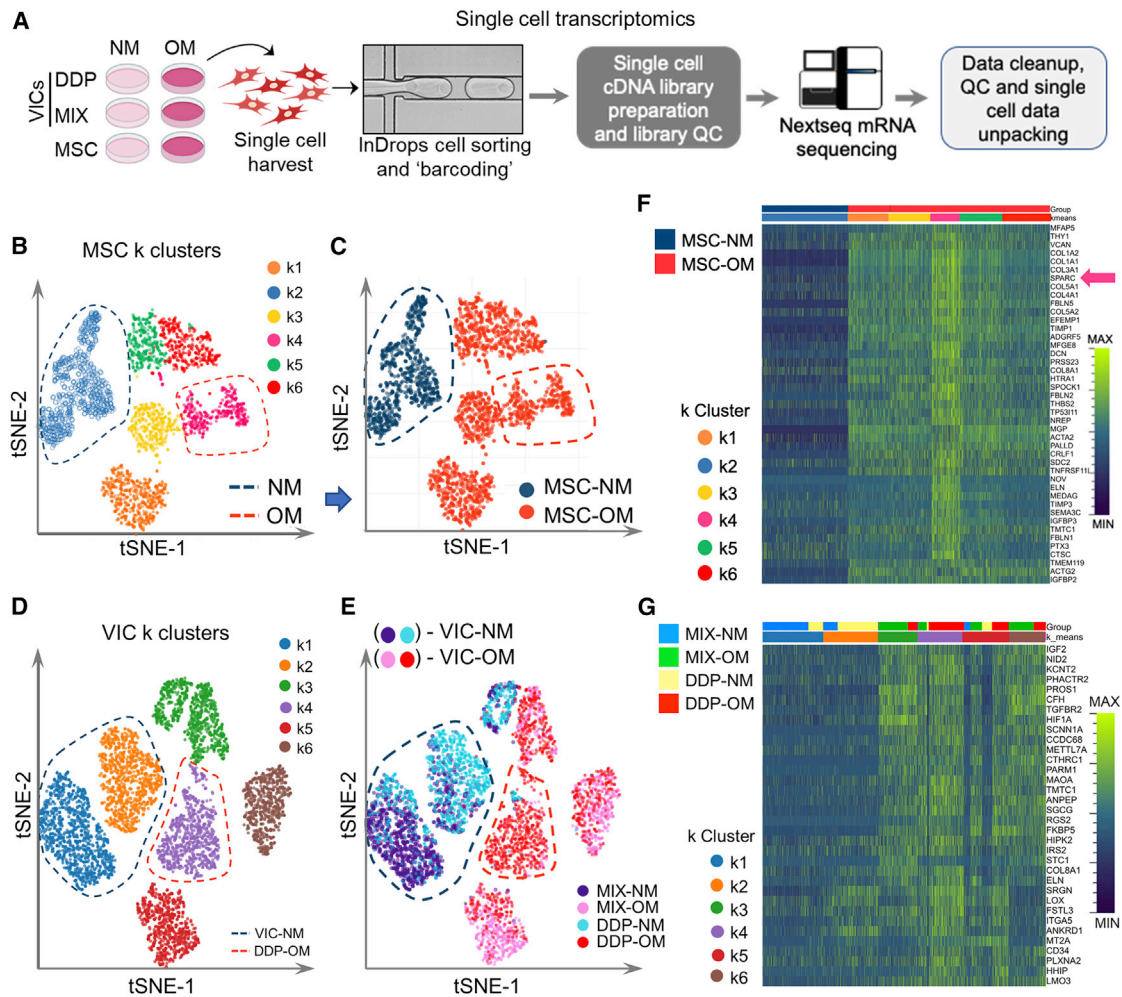 A
Single cell transcriptomics
NM OM
VICs
DDP
MIX
MSC
Single cell
harvest
InDrops cell sorting
and ‘barcoding’
Single cell
cDNA library
preparation
and library QC
Nextseq mRNA
sequencing
Data cleanup,
QC and single
cell data
unpacking
B
MSC k clusters
k1
k2
k3
k4
k5
k6
tSNE-2
NM
OM
tSNE-1
C
tSNE-2
MSC-NM
MSC-OM
tSNE-1
D
VIC k clusters
k1
k2
k3
k4
k5
k6
tSNE-2
VIC-NM
DDP-OM
tSNE-1
E
( ) - VIC-NM
( ) - VIC-OM
tSNE-2
MIX-NM
MIX-OM
DDP-NM
DDP-OM
tSNE-1
F
MSC-NM
MSC-OM
k Cluster
k1
k2
k3
k4
k5
k6
Group
kmeans
MFAP5
THY1
VCAN
COL1A2
COL1A1
COL3A1
SPARC
COL5A1
COL4A1
FBLN5
COL5A2
EFEMP1
TIMP1
ADGRF5
MFGE8
DCN
PRSS23
COL8A1
HTRA1
SPOCK1
FBLN2
THBS2
TP53I11
NREP
MGP
ACTA2
PALLD
CRLF1
SDC2
TNFRSF11
NOV
ELN
MEDAG
TIMP3
SEMA3C
IGFBP3
TMTC1
FBLN1
PTX3
CTSC
TMEM119
ACTG2
IGFBP2
MAX
MIN
G
MIX-NM
MIX-OM
DDP-NM
DDP-OM
k Cluster
k1
k2
k3
k4
k5
k6
Group
k_means
IGF2
NID2
KCNT2
PHACTR2
PROS1
CFH
TGFBR2
HIF1A
SCNN1A
CCDC68
METTL7A
CTHRC1
PARM1
MAOA
TMTC1
ANPEP
SGCG
RGS2
FKBP5
HIPK2
IRS2
STC1
COL8A1
ELN
SRGN
LOX
FSTL3
ITGA5
ANKRD1
MT2A
CD34
PLXNA2
HHIP
LMO3
MAX
MIN